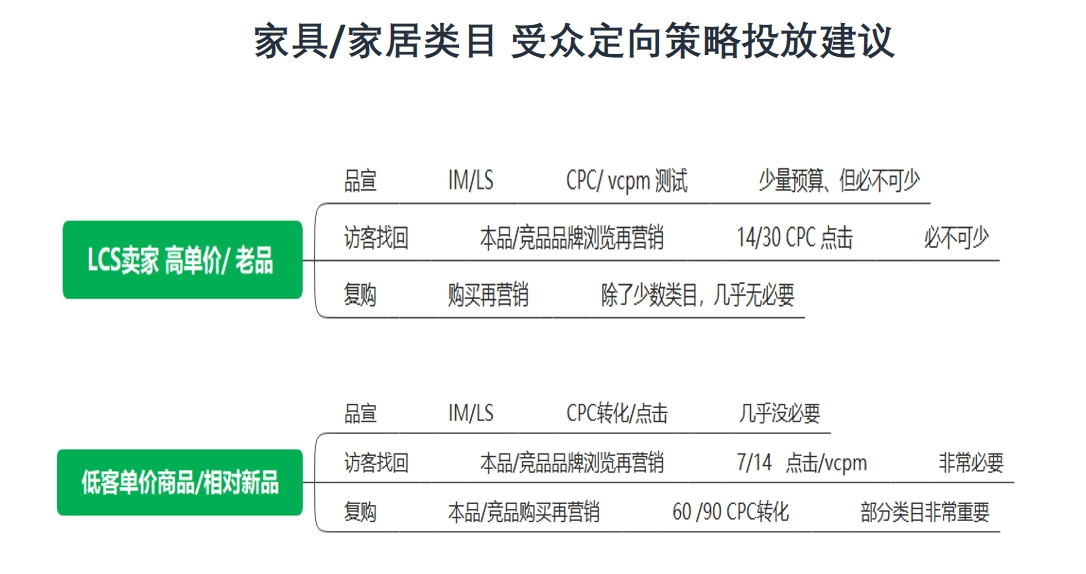 家具/家居类目 受众定向策略投放建议
品宣 IM/LS CPC/ vcpm 测试 少量预算、但必不可少
LCS卖家 高单价/ 老品
访客找回 本品/竞品品牌浏览再营销 14/30 CPC 点击 必不可少
复购 购买再营销 除了少数类目，几乎无必要
品宣 IM/LS CPC转化/点击 几乎没必要
低客单价商品/相对新品
访客找回 本品/竞品品牌浏览再营销 7/14 点击/vcpm 非常必要
复购 本品/竞品购买再营销 60 /90 CPC转化 部分类目非常重要